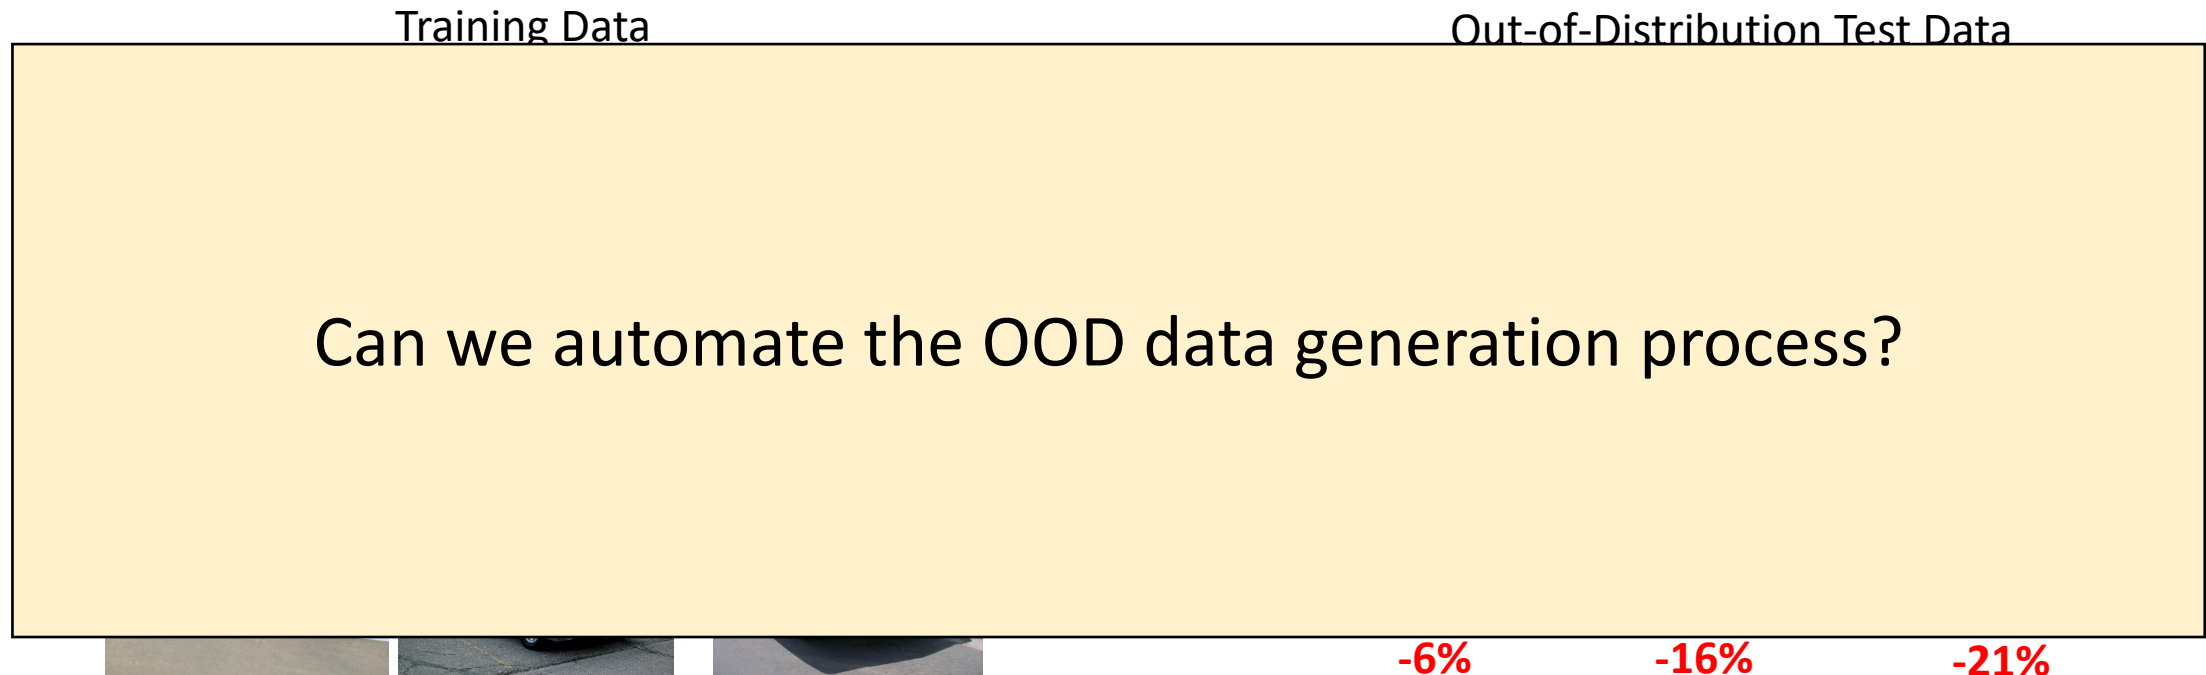 Training Data
Out-of-Distribution Test Data
Can we automate the OOD data generation process?
-6%
-16%
-21%